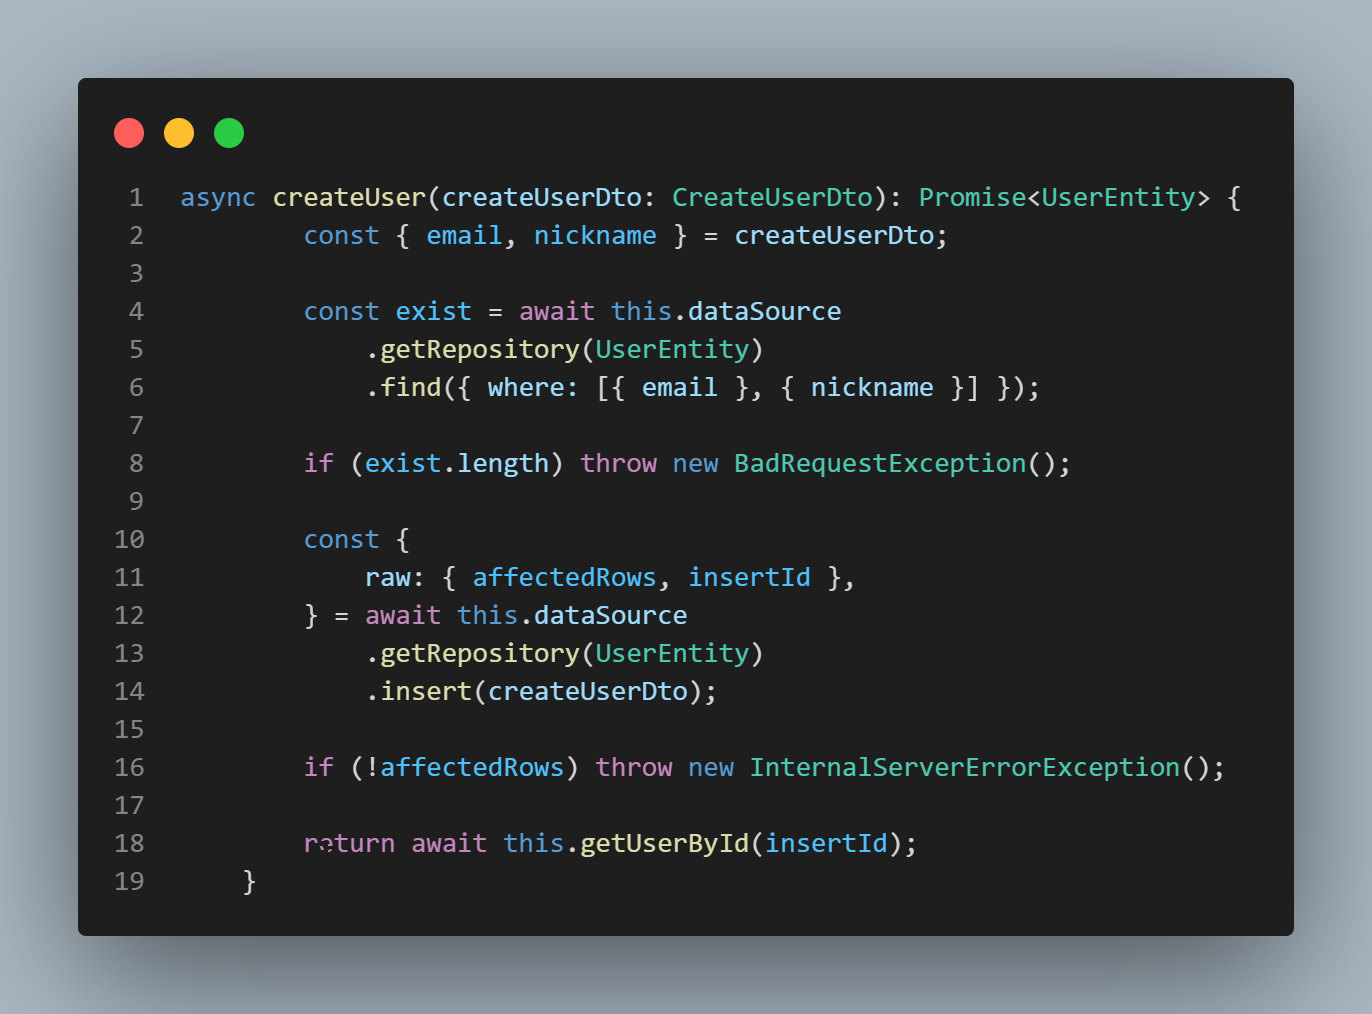 1 async createUser(createUserDto: CreateUserDto): Promise<UserEntity> {
2 const { email, nickname } = createUserDto;
3
4 const exist = await this.dataSource
5 .getRepository(UserEntity)
6 .find({ where: [{ email }, { nickname }] });
7
8 if (exist.length) throw new BadRequestException();
9
10 const {
11 raw: { affectedRows, insertId },
12 } = await this.dataSource
13 .getRepository(UserEntity)
14 .insert(createUserDto);
15
16 if (!affectedRows) throw new InternalServerErrorException();
17
18 return await this.getUserById(insertId);
19 }